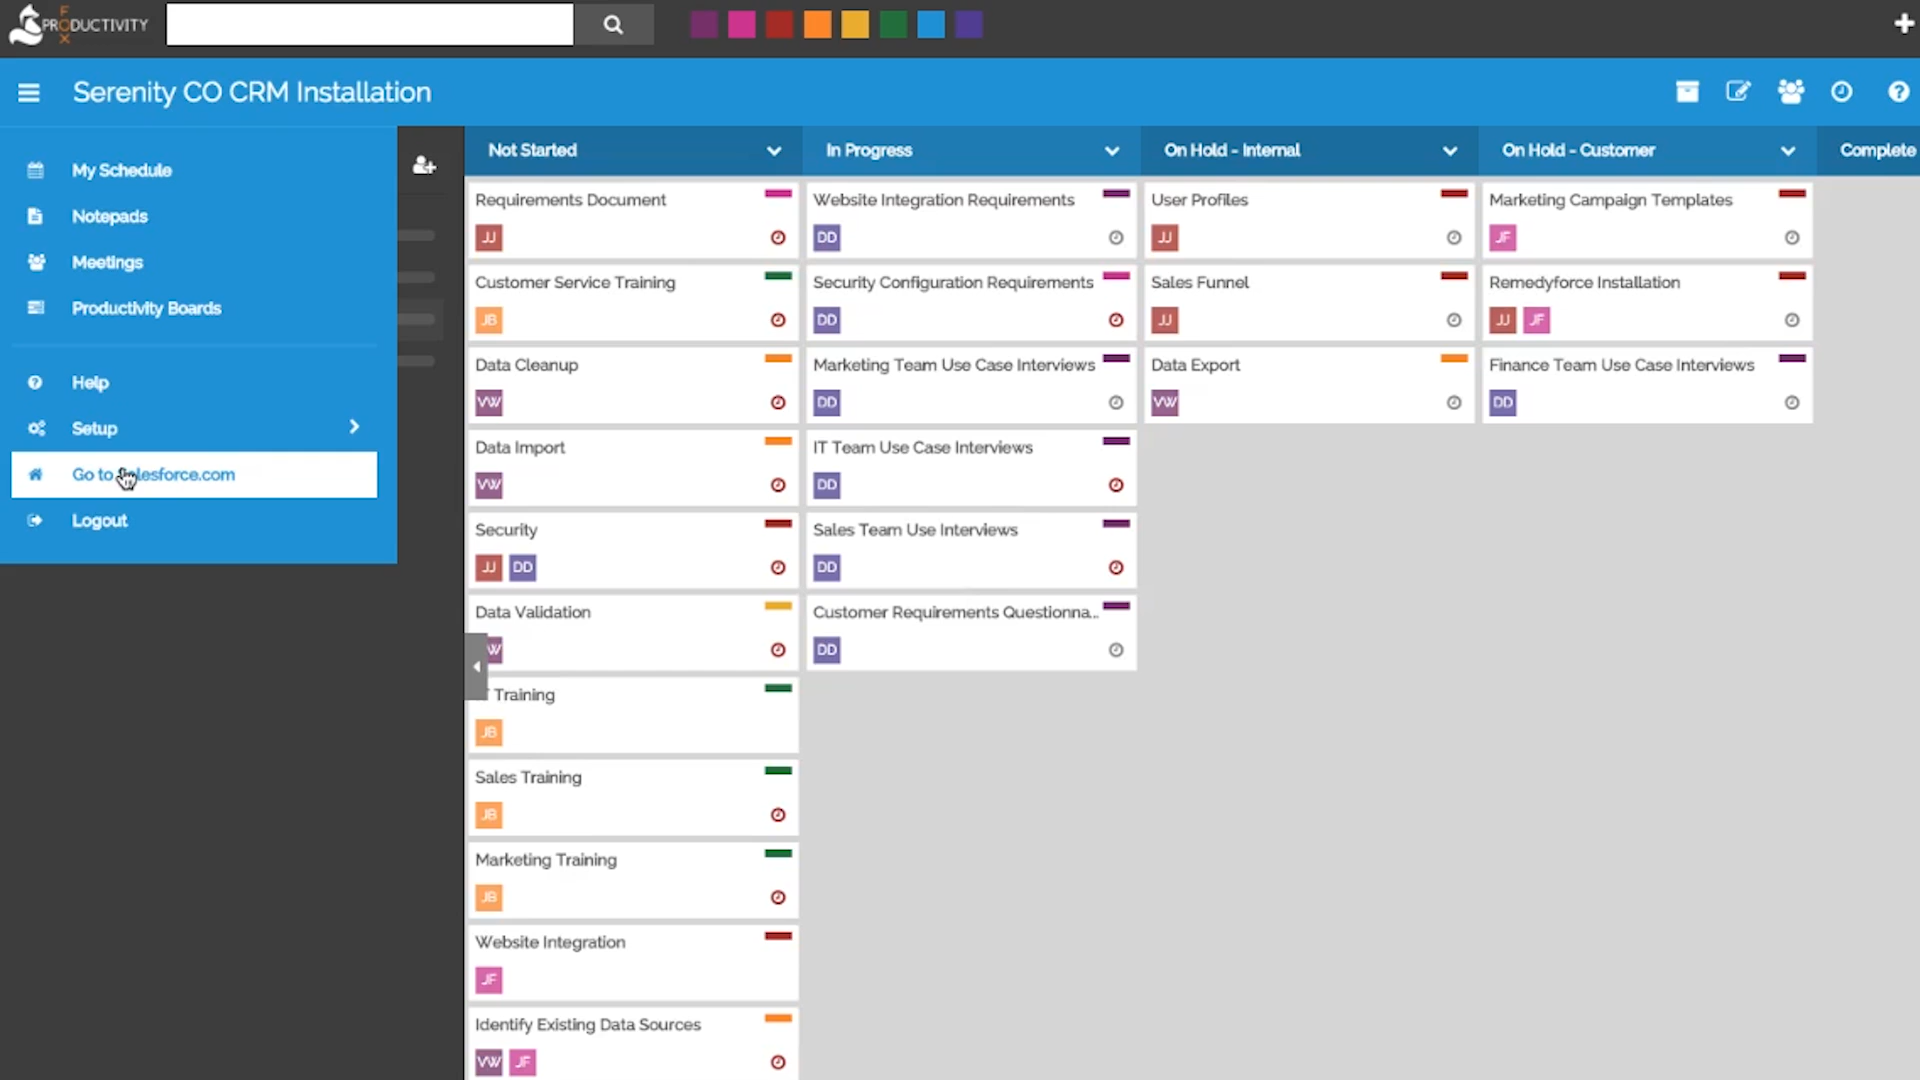 PRODUCTIVITY
FOX
Serenity CO CRM Installation
My Schedule
Notepads
Meetings
Productivity Boards
Help
Setup
Go to
lesforce.com
Logout
Not Started
Requirements Document
JJ
Customer Service Training
JB
Data Cleanup
VW
Data Import
VW
Security
JJ DD
Data Validation
W
Training
JB
Sales Training
JB
Marketing Training
JB
Website Integration
JF
Identify Existing Data Sources
VW JF
In Progress
Website Integration Requirements
DD
Security Configuration Requirements
DD
Marketing Team Use Case Interviews
DD
IT Team Use Case Interviews
DD
Sales Team Use Interviews
DD
Customer Requirements Questionna...
DD
On Hold - Internal
User Profiles
JJ
Sales Funnel
JJ
Data Export
VW
On Hold - Customer
Marketing Campaign Templates
JF
Remedyforce Installation
JJ JF
Finance Team Use Case Interviews
DD
Complete